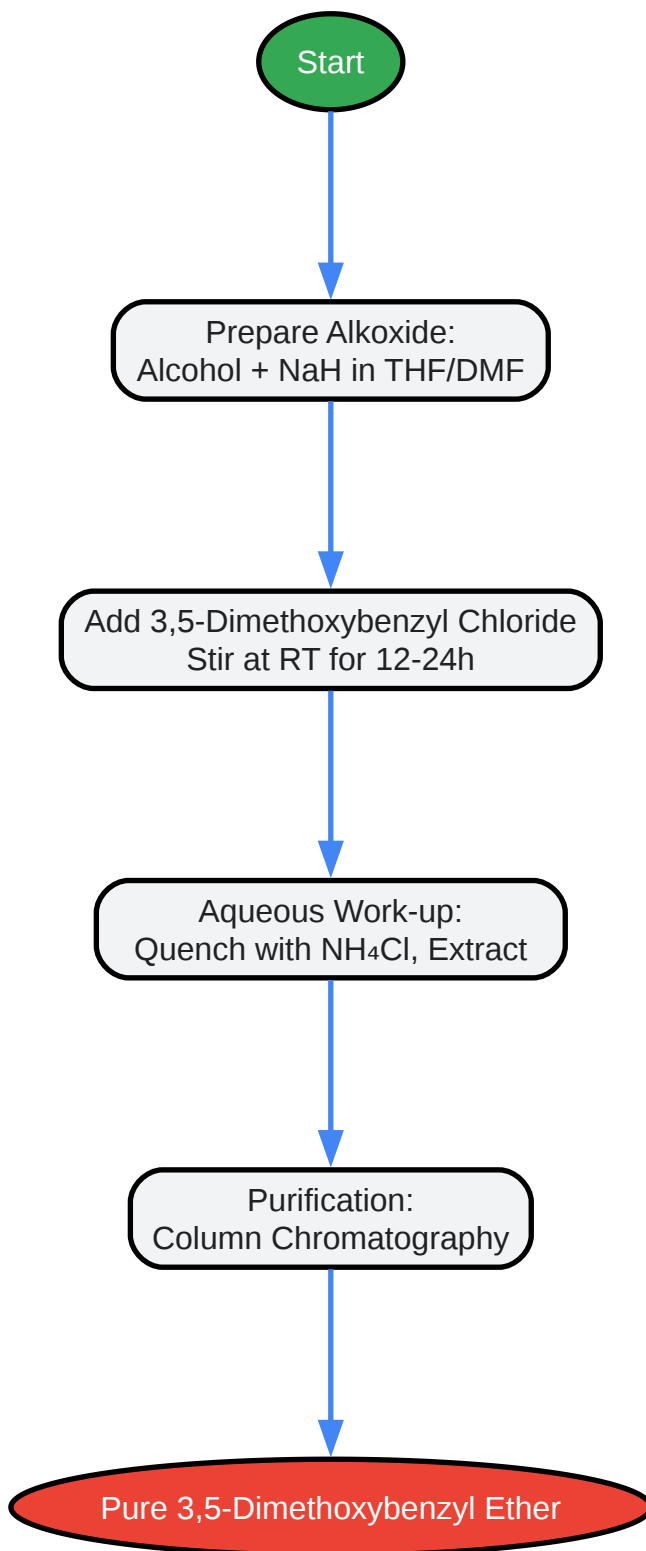 Start
Prepare Alkoxide:
Alcohol + NaH in THF/DMF
Add 3,5-Dimethoxybenzyl Chloride
Stir at RT for 12-24h
Aqueous Work-up:
Quench with NH₄Cl, Extract
Purification:
Column Chromatography
Pure 3,5-Dimethoxybenzyl Ether